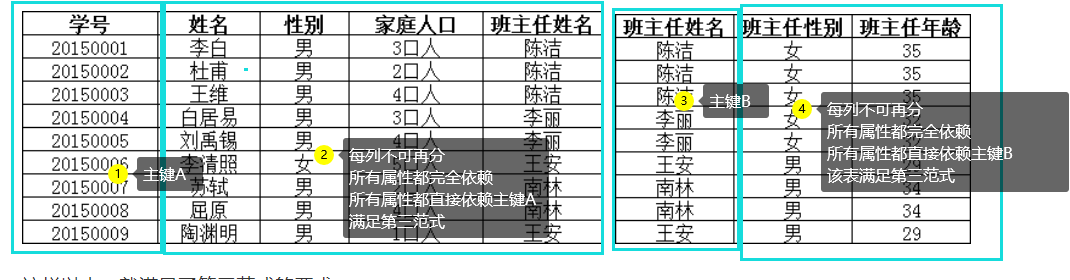 学号 姓名 性别 家庭人口 班主任姓名
20150001 李白 男 3口人 陈洁
20150002 杜甫 男 2口人 陈洁
20150003 王维 男 4口人 陈洁
20150004 白居易 男 3口人 李丽
20150005 刘禹锡 男 4口人 李丽
20150006 李清照 女 王安
20150007 苏轼 男 南林
20150008 屈原 男 南林
20150009 陶渊明 男 1口人 王安
1 主键A
2 每列不可再分
所有属性都完全依赖
所有属性都直接依赖主键A
满足第三范式
班主任姓名 班主任性别 班主任年龄
陈洁 女 35
陈洁 女 35
陈洁 女 35
李丽 女
李丽 女
王安 男
南林 男 34
南林 男 34
王安 男 29
3 主键B
4 每列不可再分
所有属性都完全依赖
所有属性都直接依赖主键B
该表满足第三范式